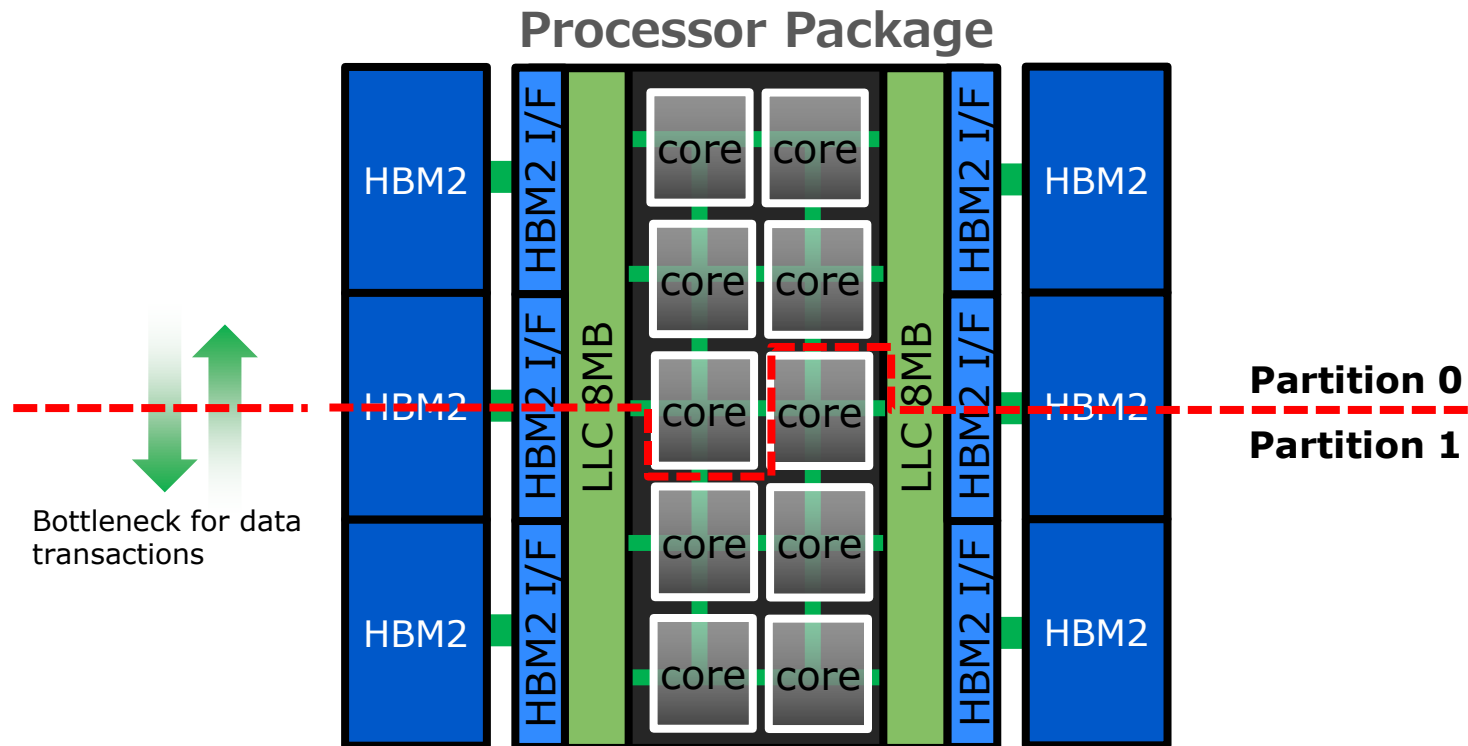 Processor Package
HBM2
HBM2 I/F
core
core
HBM2 I/F
HBM2
core
core
HBM2
HBM2 I/F
LLC 8MB
core
core
LLC 8MB
HBM2 I/F
HBM2
Partition 0
Partition 1
Bottleneck for data
transactions
core
core
HBM2
HBM2 I/F
core
core
HBM2 I/F
HBM2